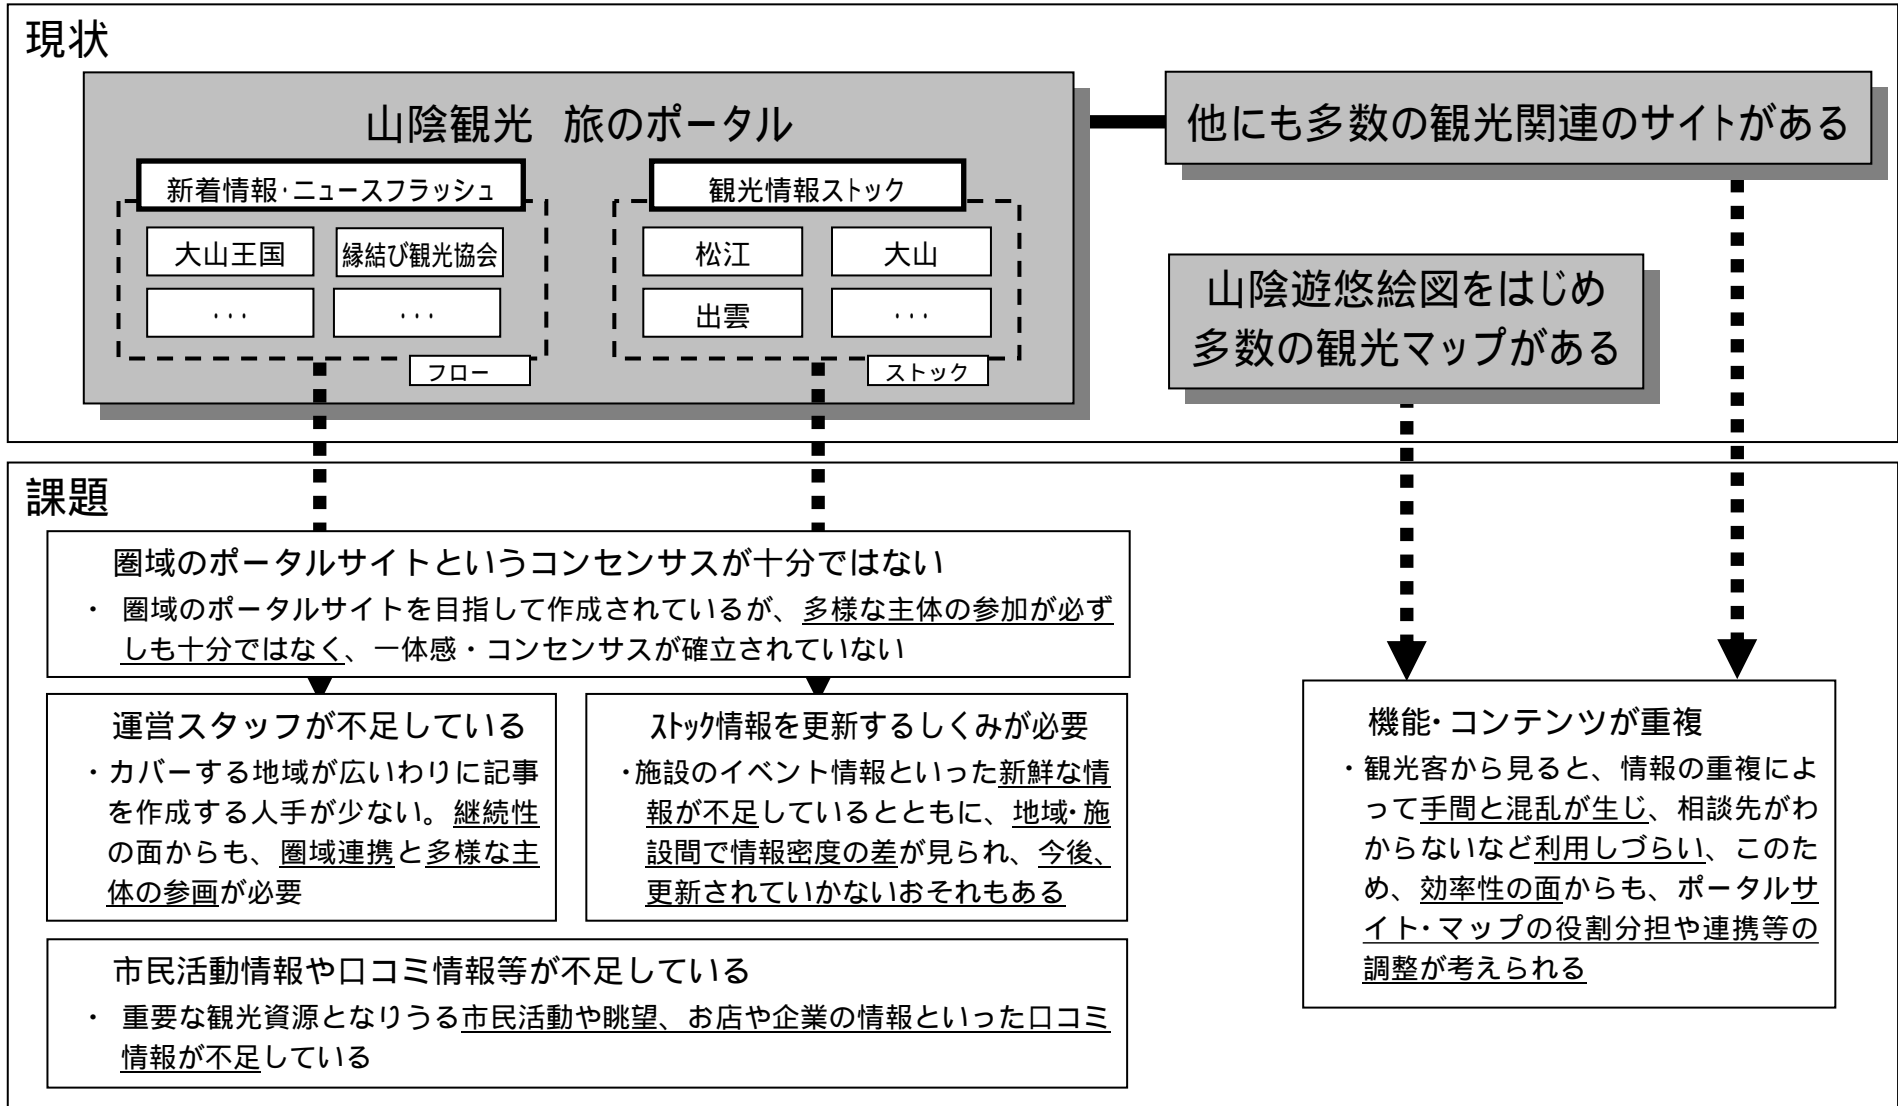 現状
山陰観光 旅のポータル
新着情報・ニュースフラッシュ
大山王国
縁結び観光協会
・・・
・・・
フロー
観光情報ストック
松江
大山
出雲
・・・
ストック
他にも多数の観光関連のサイトがある
山陰遊悠絵図をはじめ
多数の観光マップがある
課題
圏域のポータルサイトというコンセンサスが十分ではない
・ 圏域のポータルサイトを目指して作成されているが、多様な主体の参加が必ず
しも十分ではなく、一体感・コンセンサスが確立されていない
運営スタッフが不足している
・カバーする地域が広いわりに記事
を作成する人手が少ない。継続性
の面からも、圏域連携と多様な主
体の参画が必要
ストック情報を更新するしくみが必要
・施設のイベント情報といった新鮮な情
報が不足しているとともに、地域・施
設間で情報密度の差が見られ、今後、
更新されていかないおそれもある
市民活動情報や口コミ情報等が不足している
・ 重要な観光資源となりうる市民活動や眺望、お店や企業の情報といった口コミ
情報が不足している
機能・コンテンツが重複
・観光客から見ると、情報の重複によ
って手間と混乱が生じ、相談先がわ
からないなど利用しづらい、このた
め、効率性の面からも、ポータルサ
イト・マップの役割分担や連携等の
調整が考えられる